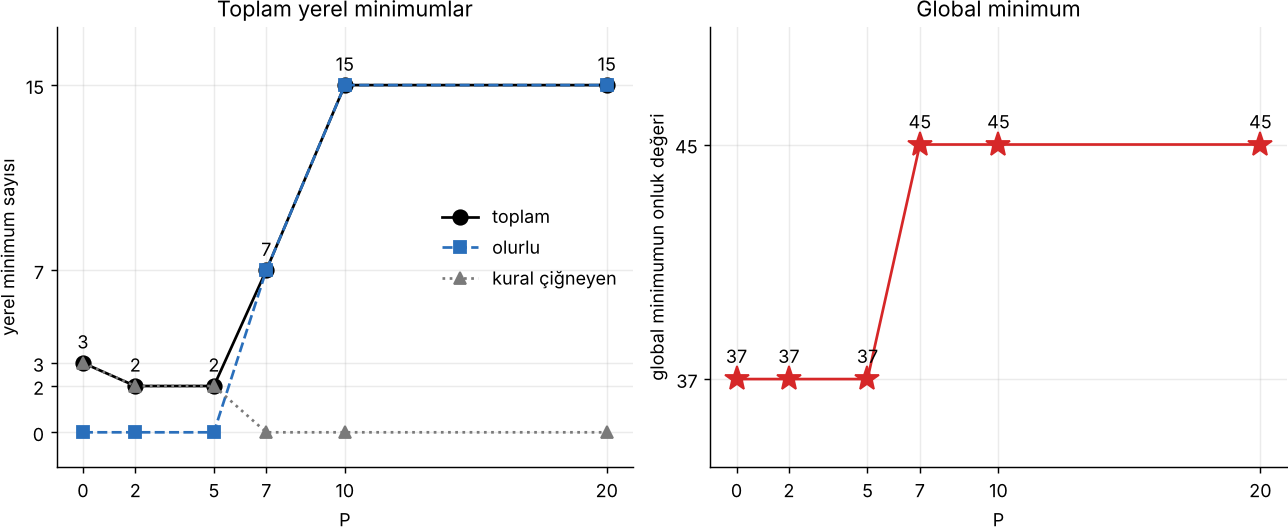 Toplam yerel minimumlar
yerel minimum sayısı
15
7
3
2
0
3
2
2
7
15
15
toplam
olurlu
kural çiğneyen
0 2 5 7 10 20
P
Global minimum
global minimumun onluk değeri
45
37
37
37
37
45
45
45
0 2 5 7 10 20
P